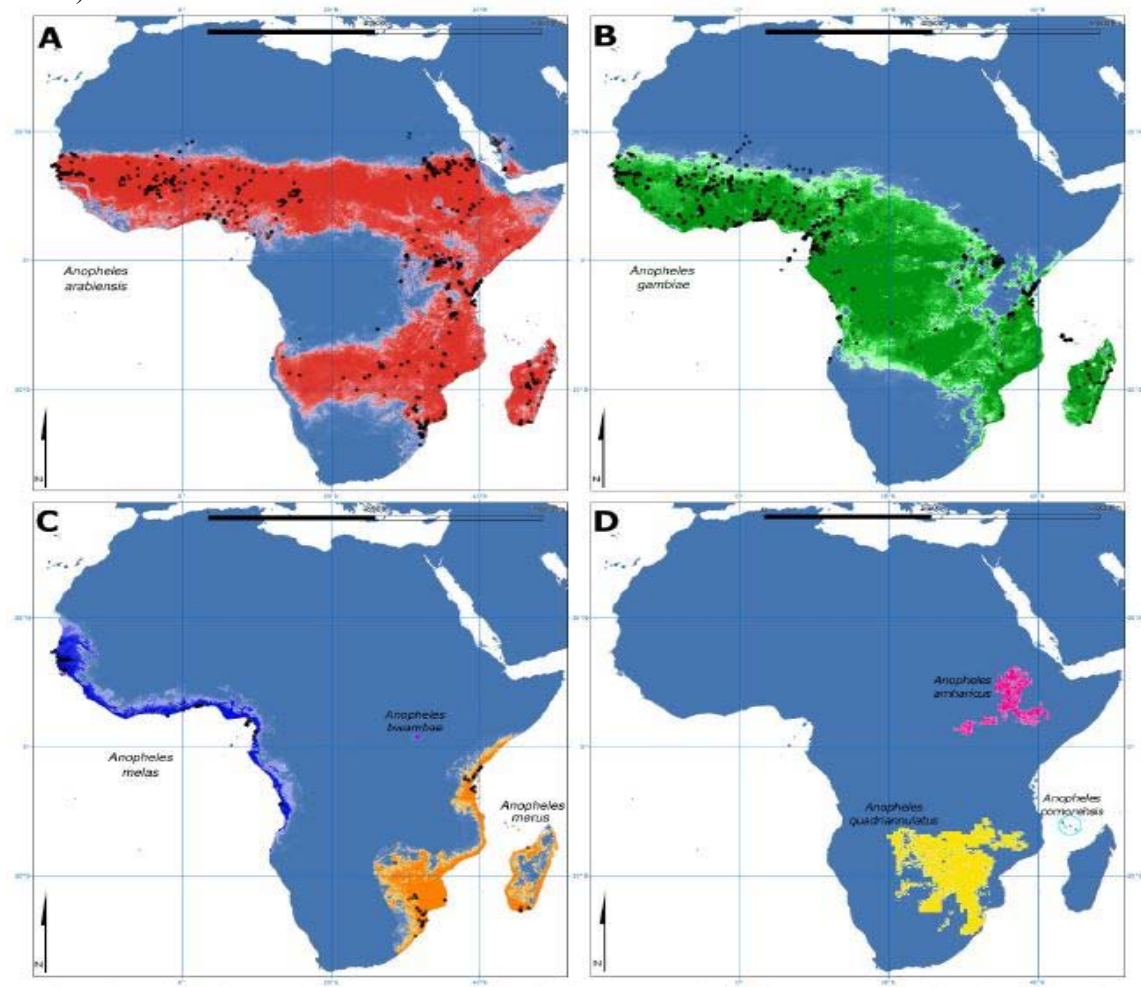 A
Anopheles
arabiensis
N
B
Anopheles
gambiae
N
C
Anopheles
bwambae
Anopheles
melas
Anopheles
merus
N
D
Anopheles
amharicus
Anopheles
quadriannulatus
Anopheles
comorensis
N